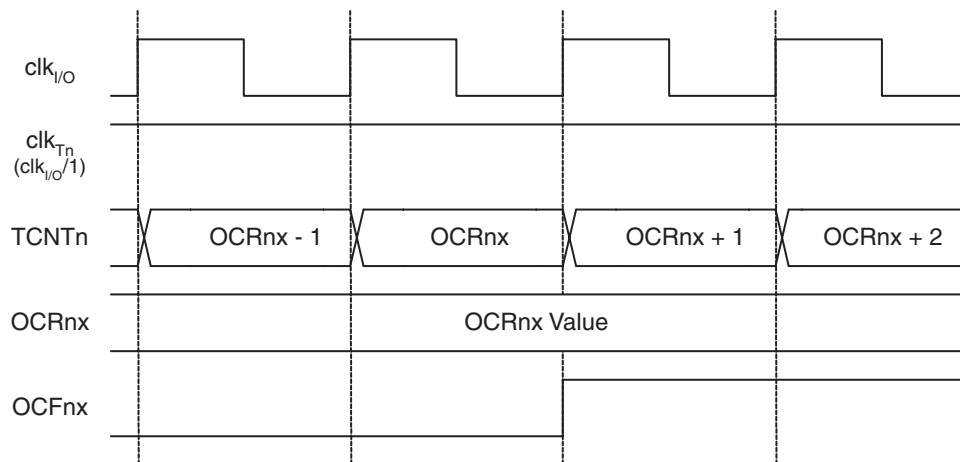 clkI/O
clkTn
(clkI/O/1)
TCNTn OCRnx - 1 OCRnx OCRnx + 1 OCRnx + 2
OCRnx OCRnx Value
OCFnx